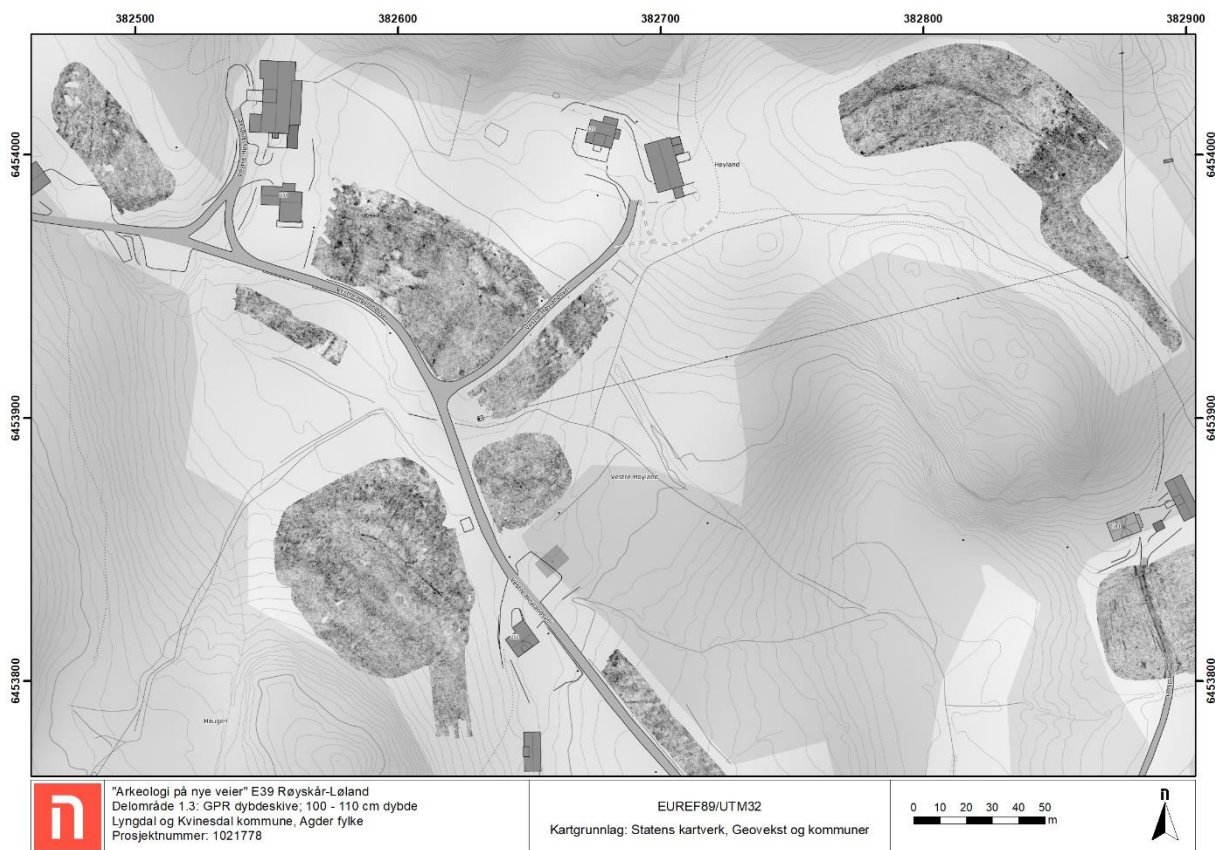 382500
382600
382700
382800
382900
6454000
6454000
Høyland
6453900
6453900
Vestre Høyland
6453800
6453800
Haugen
n
"Arkeologi på nye veier" E39 Røyskår-Løland
Delområde 1.3: GPR dybdeskive; 100 - 110 cm dybde
Lyngdal og Kvinesdal kommune, Agder fylke
Prosjektnummer: 1021778
EUREF89/UTM32
Kartgrunnlag: Statens kartverk, Geovekst og kommuner
0 10 20 30 40 50
m
n